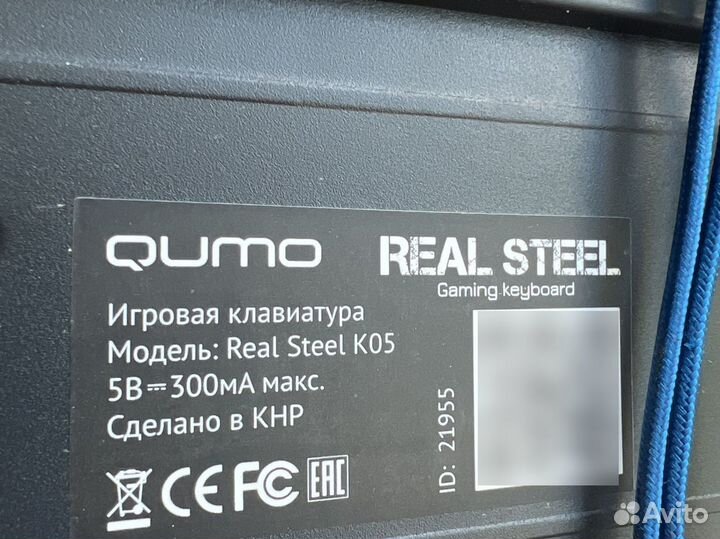 QUMO
REAL STEEL
Gaming keyboard
Игровая клавиатура
Модель: Real Steel K05
5В⎓300мА макс.
Сделано в КНР
ID: 21955
CE FC EAC
Avito